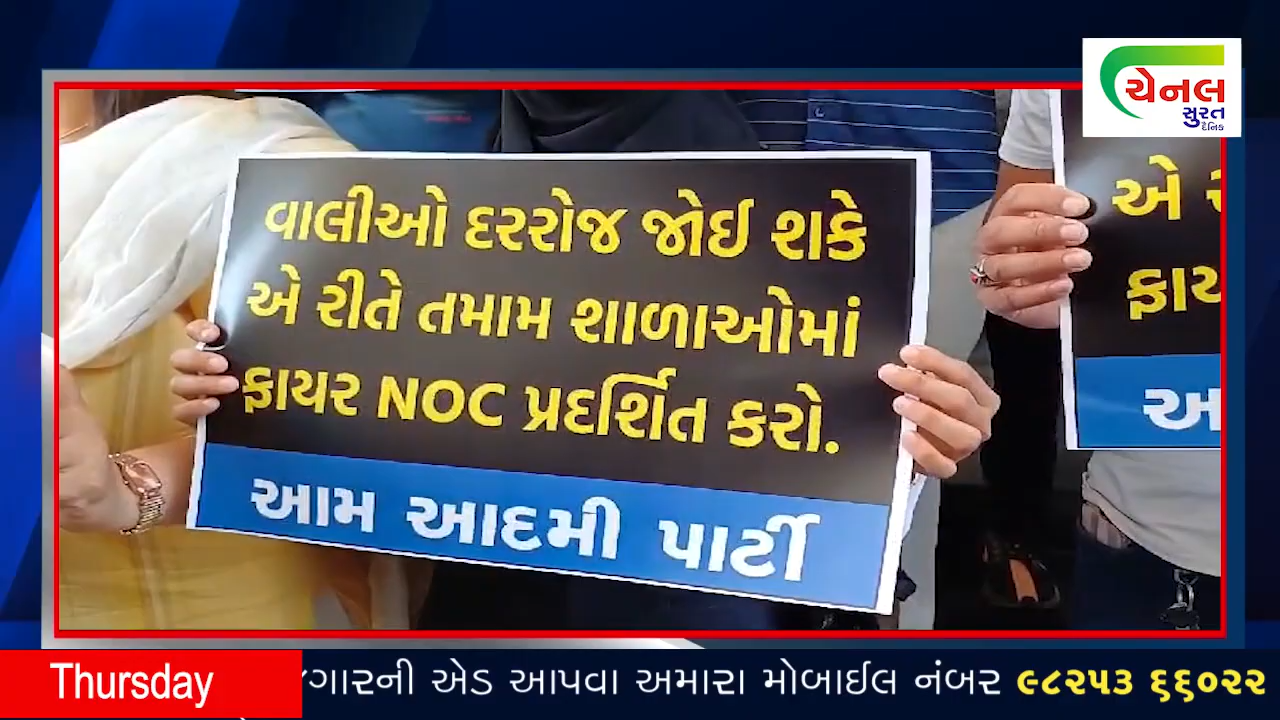 ચેનલ
સુરત
દૈનિક
વાલીઓ દરરોજ જોઈ શકે
એ રીતે તમામ શાળાઓમાં
ફાયર NOC પ્રદર્શિત કરો.
આમ આદમી પાર્ટી
એ
ફાય
આ
Thursday
ગારની એડ આપવા અમારા મોબાઈલ નંબર ૯૮૨૫૩ ૬૬૦૨૨